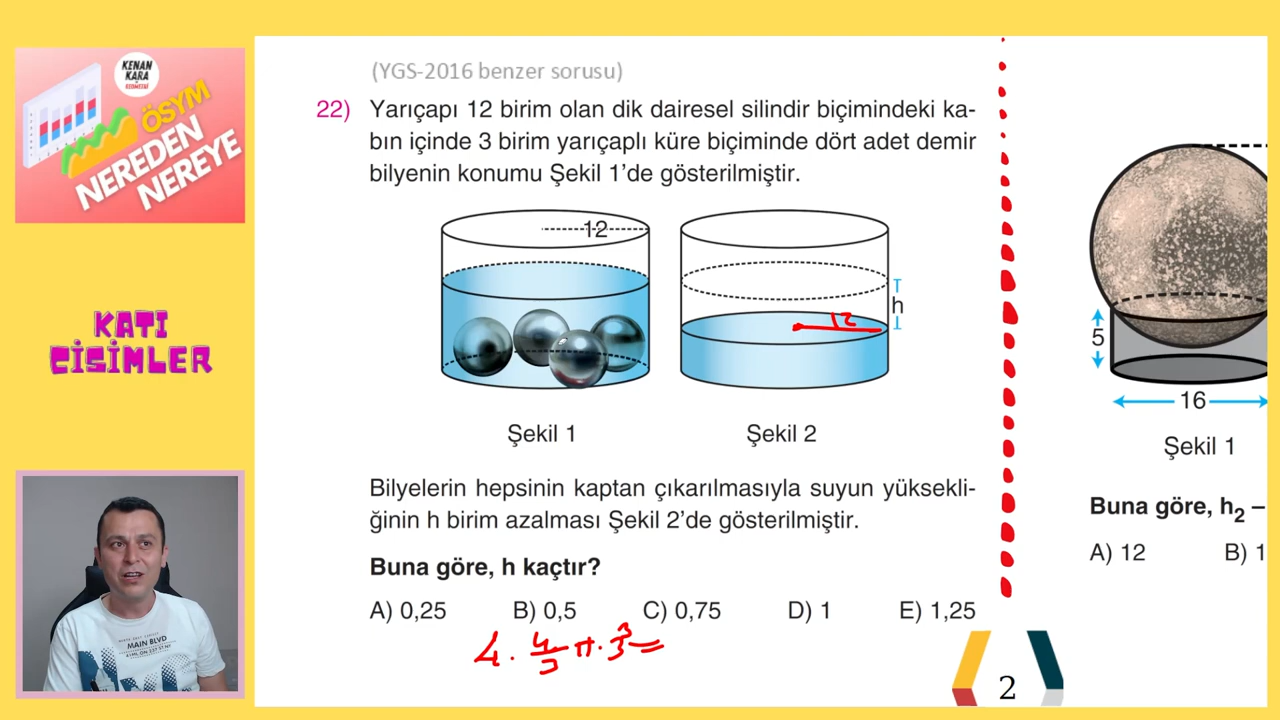 KENAN
KARA
ÖSYM
NEREDEN
NEREYE
KATI
CİSİMLER
MAIN BLVD
(YGS-2016 benzer sorusu)
22) Yarıçapı 12 birim olan dik dairesel silindir biçimindeki ka-
bın içinde 3 birim yarıçaplı küre biçiminde dört adet demir
bilyenin konumu Şekil 1'de gösterilmiştir.
12
12
h
Şekil 1
Şekil 2
Bilyelerin hepsinin kaptan çıkarılmasıyla suyun yüksekli-
ğinin h birim azalması Şekil 2'de gösterilmiştir.
Buna göre, h kaçtır?
A) 0,25 B) 0,5 C) 0,75 D) 1 E) 1,25
4 . 4/3 π . 3³ =
5
16
Şekil 1
Buna göre, h₂ –
A) 12 B) 1
2